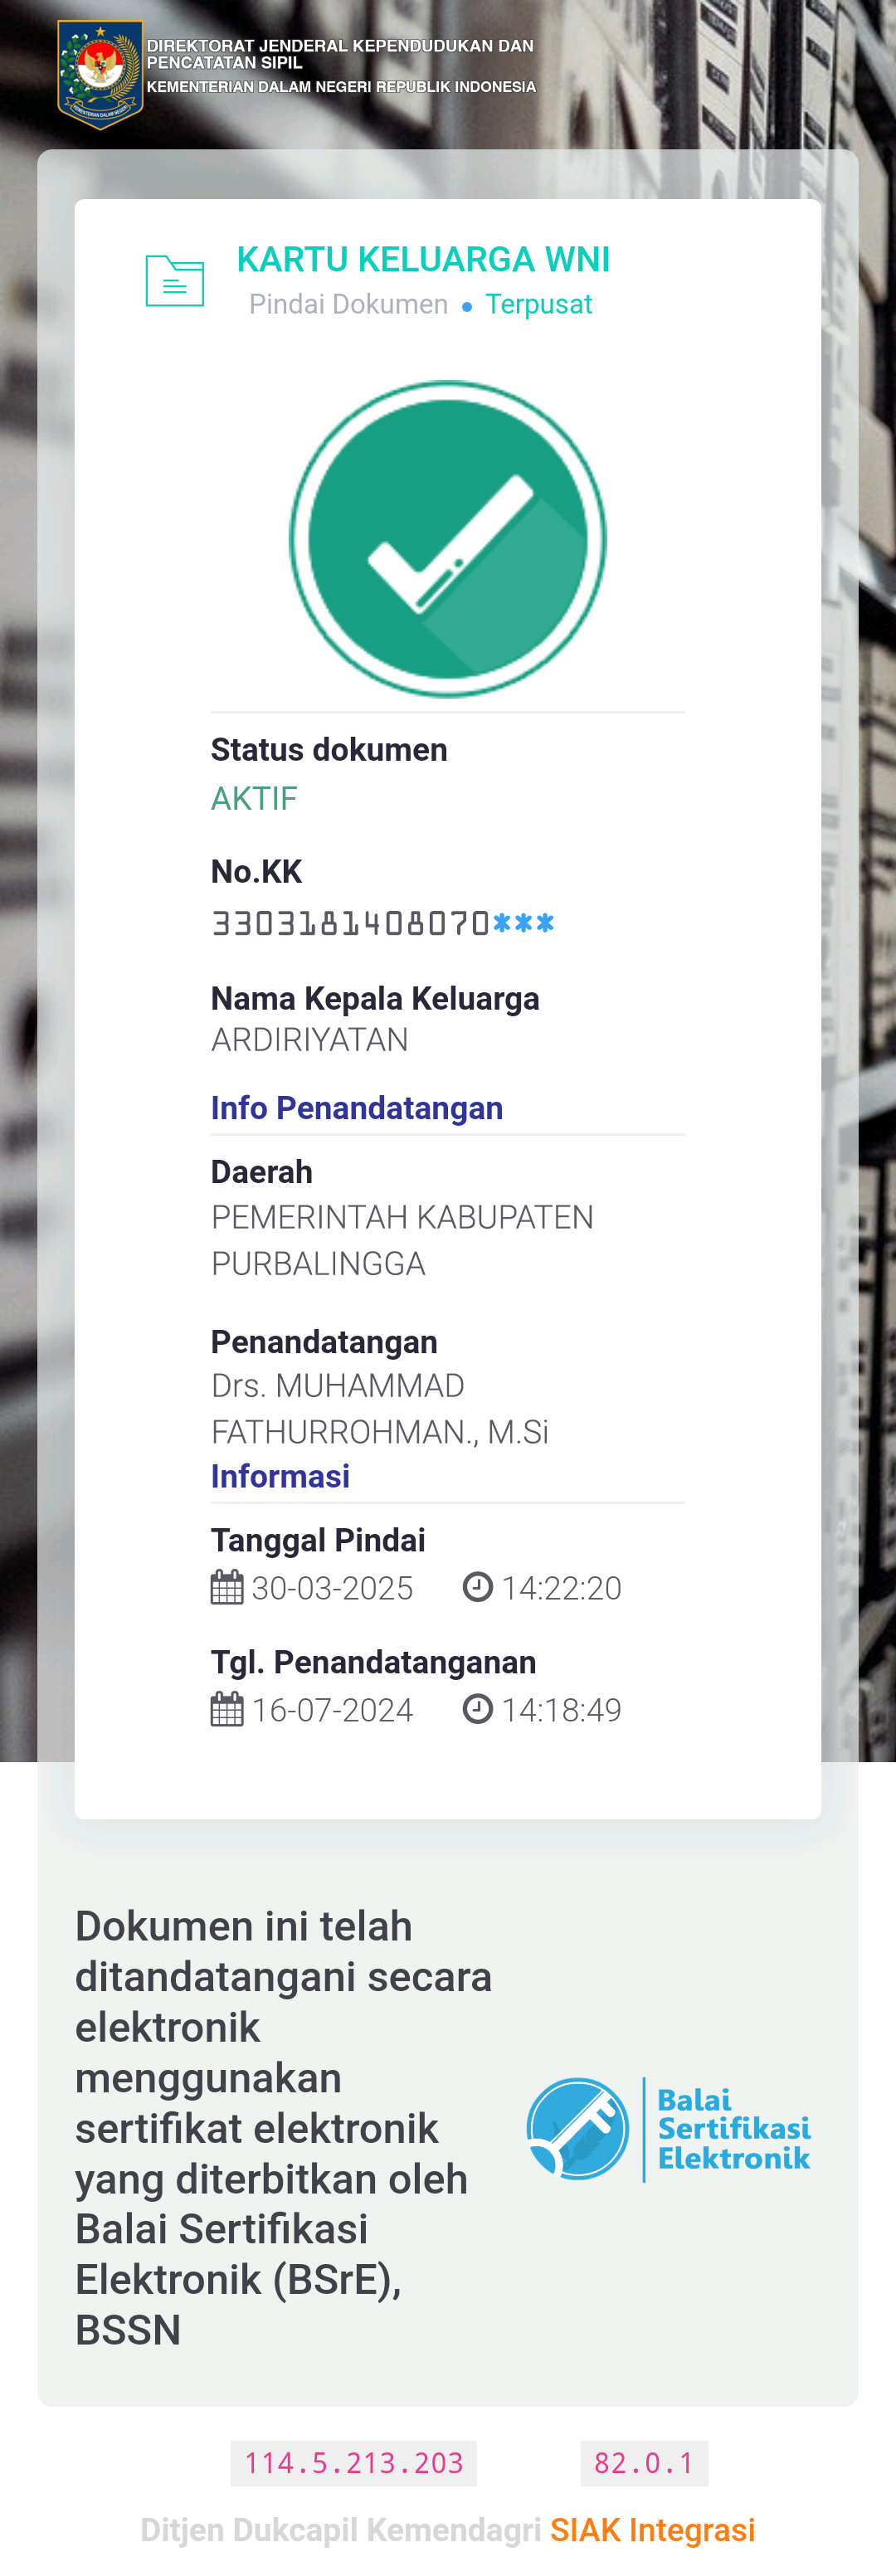 DIREKTORAT JENDERAL KEPENDUDUKAN DAN
PENCATATAN SIPIL
KEMENTERIAN DALAM NEGERI REPUBLIK INDONESIA
KEMENTERIAN DALAM NEGERI
KARTU KELUARGA WNI
Pindai Dokumen • Terpusat
Status dokumen
AKTIF
No.KK
3303181408070***
Nama Kepala Keluarga
ARDIRIYATAN
Info Penandatangan
Daerah
PEMERINTAH KABUPATEN
PURBALINGGA
Penandatangan
Drs. MUHAMMAD
FATHURROHMAN., M.Si
Informasi
Tanggal Pindai
30-03-2025 14:22:20
Tgl. Penandatanganan
16-07-2024 14:18:49
Dokumen ini telah
ditandatangani secara
elektronik
menggunakan
sertifikat elektronik
yang diterbitkan oleh
Balai Sertifikasi
Elektronik (BSrE),
BSSN
Balai
Sertifikasi
Elektronik
114.5.213.203 82.0.1
Ditjen Dukcapil Kemendagri SIAK Integrasi